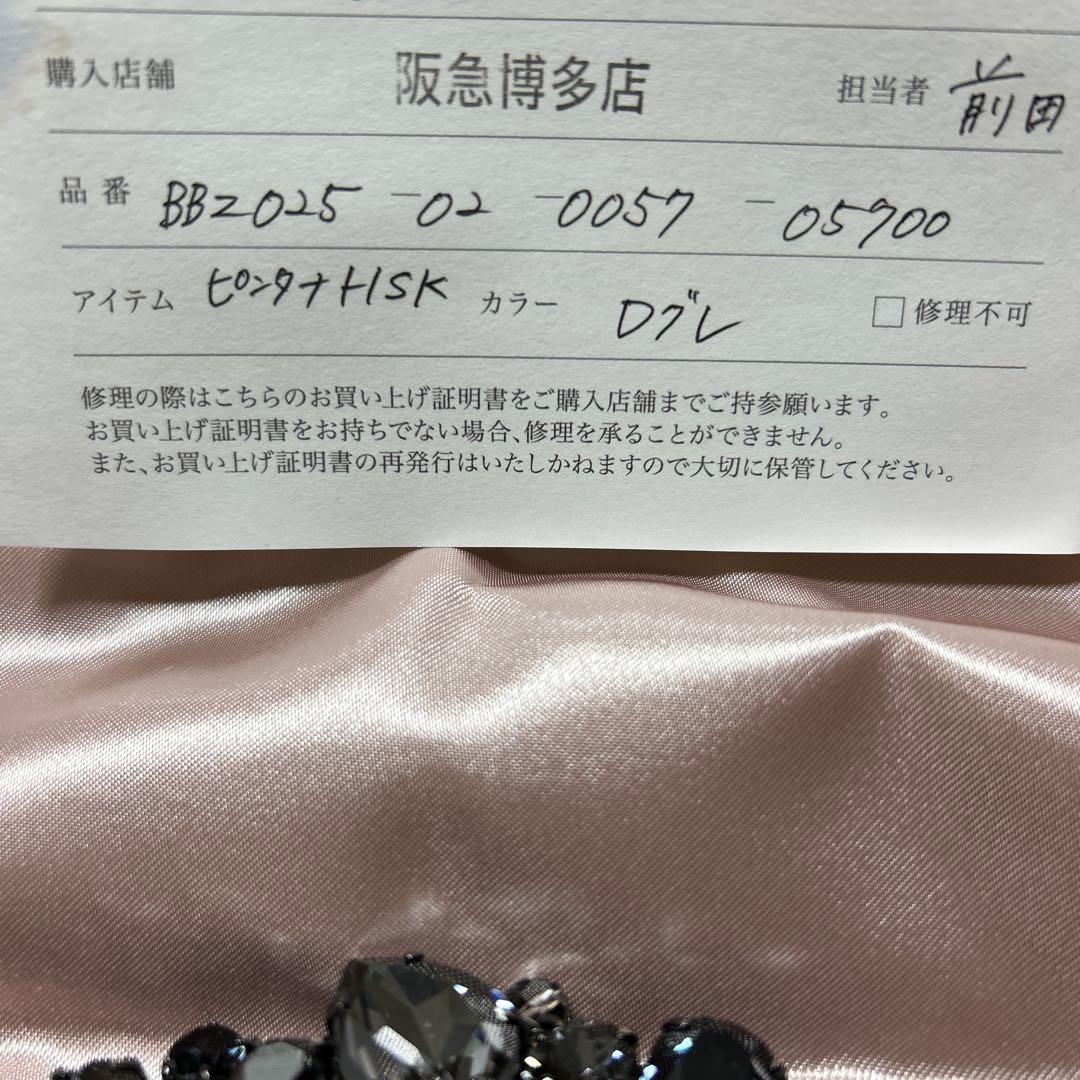 購入店舗 阪急博多店 担当者 前田
品番 BBZ025-02-0057-05700
アイテム ピンタナHSK カラー Dグレ □修理不可
修理の際はこちらのお買い上げ証明書をご購入店舗までご持参願います。
お買い上げ証明書をお持ちでない場合、修理を承ることができません。
また、お買い上げ証明書の再発行はいたしかねますので大切に保管してください。